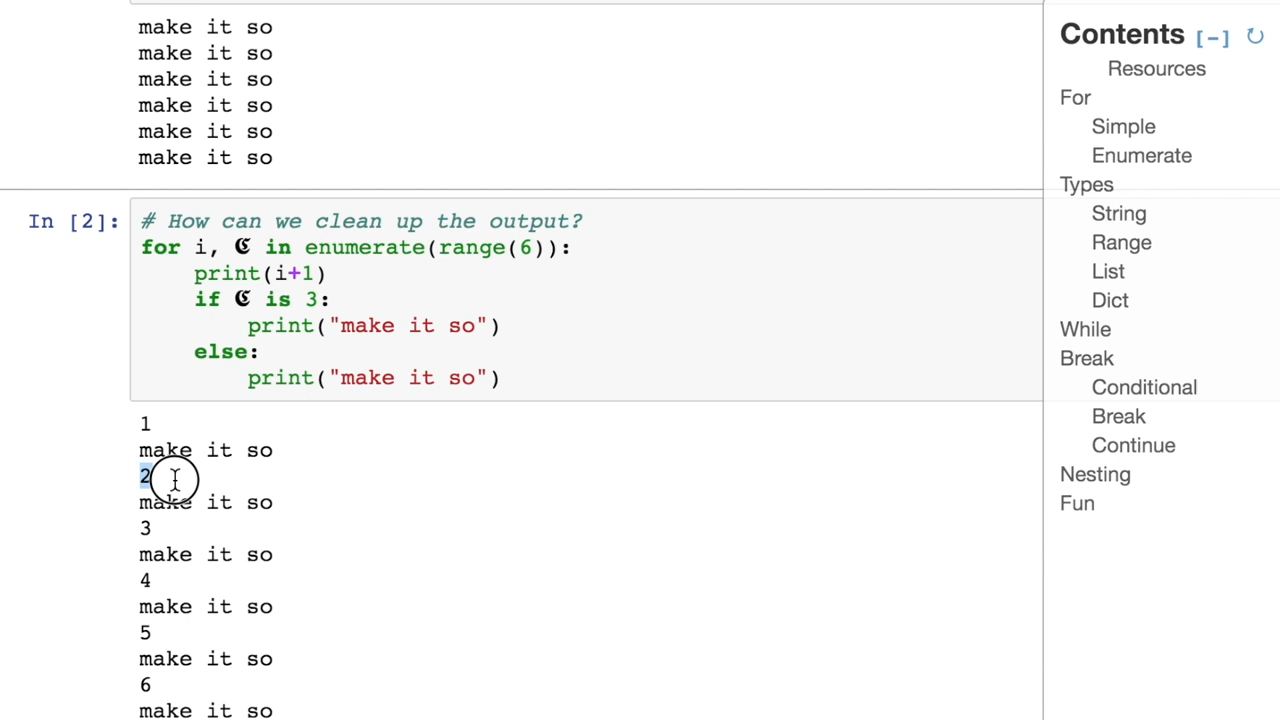 make it so
make it so
make it so
make it so
make it so
make it so
In [2]:
# How can we clean up the output?
for i, ℭ in enumerate(range(6)):
    print(i+1)
    if ℭ is 3:
        print("make it so")
    else:
        print("make it so")
1
make it so
2
make it so
3
make it so
4
make it so
5
make it so
6
make it so
Contents [-] ↻
Resources
For
Simple
Enumerate
Types
String
Range
List
Dict
While
Break
Conditional
Break
Continue
Nesting
Fun